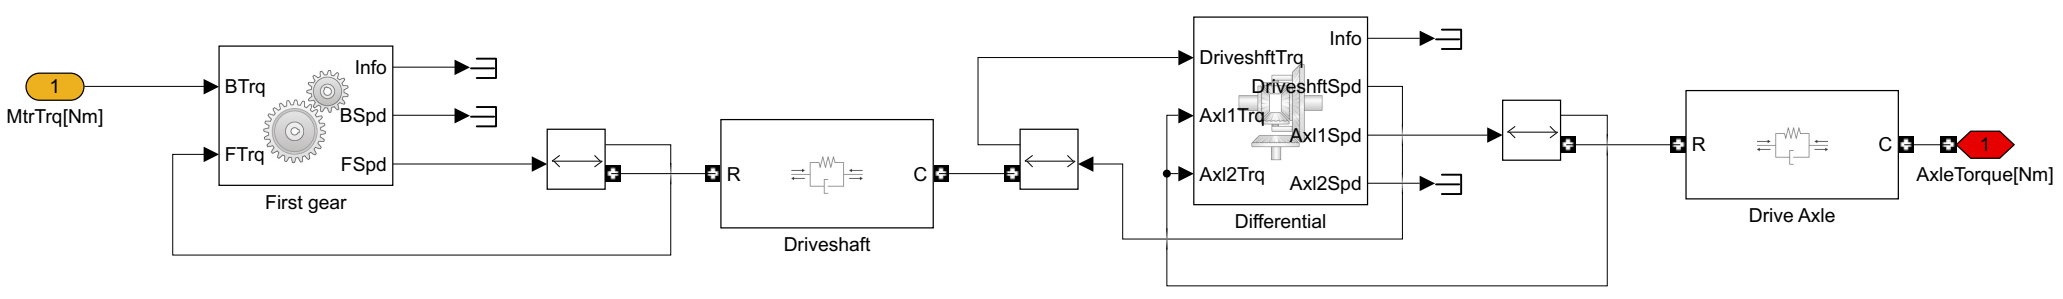 1
MtrTrq[Nm]
BTrq
FTrq
Info
BSpd
FSpd
First gear
R
C
Driveshaft
DriveshftTrq
Axl1Trq
Axl2Trq
Info
DriveshftSpd
Axl1Spd
Axl2Spd
Differential
R
C
Drive Axle
1
AxleTorque[Nm]